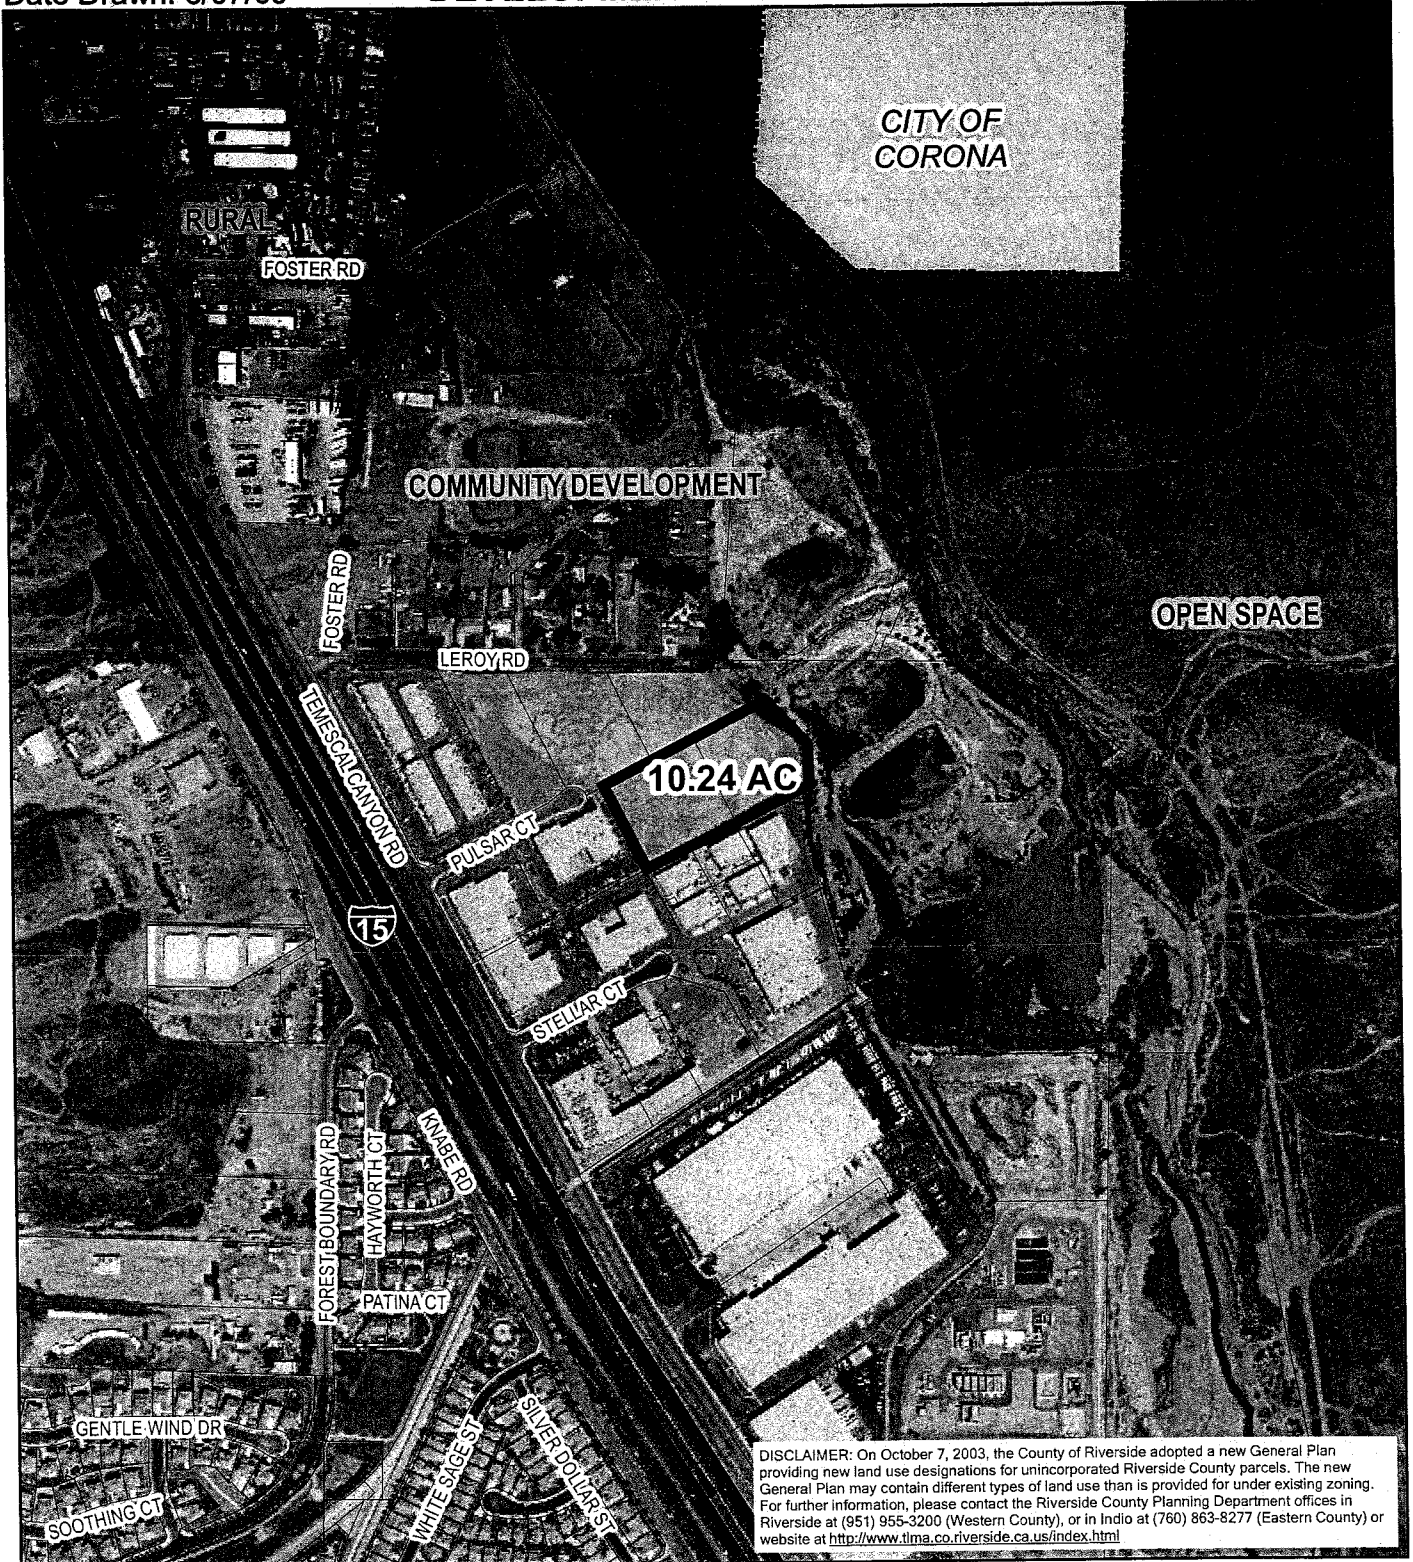 CITY OF
CORONA
RURAL
FOSTER RD
COMMUNITY DEVELOPMENT
FOSTER RD
OPEN SPACE
LEROY RD
TEMESCAL CANYON RD
10.24 AC
PULSAR CT
15
STELLAR CT
KNABE RD
FOREST BOUNDARY RD
HAYWORTH CT
PATINA CT
GENTLE WIND DR
SOOTHING CT
WHITE SAGE ST
SILVER DOLLAR ST
DISCLAIMER: On October 7, 2003, the County of Riverside adopted a new General Plan
providing new land use designations for unincorporated Riverside County parcels. The new
General Plan may contain different types of land use than is provided for under existing zoning.
For further information, please contact the Riverside County Planning Department offices in
Riverside at (951) 955-3200 (Western County), or in Indio at (760) 863-8277 (Eastern County) or
website at http://www.tlma.co.riverside.ca.us/index.html